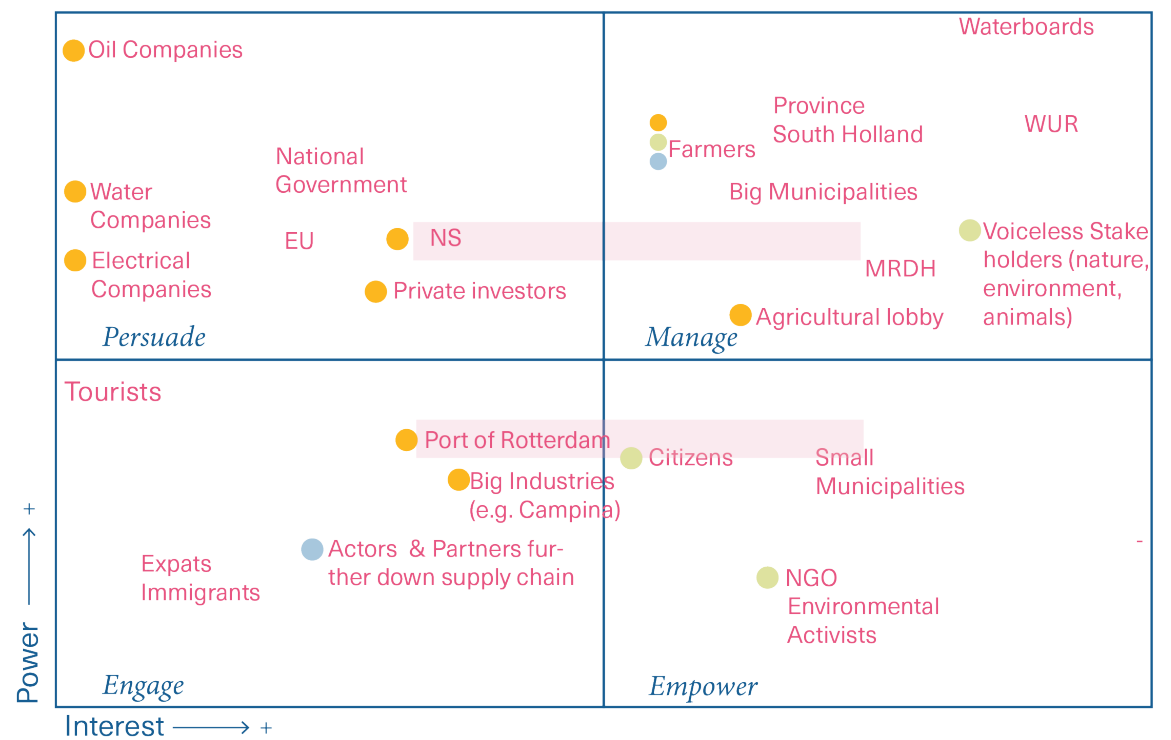 Oil Companies
Water
Companies
Electrical
Companies
National
Government
EU
NS
Private investors
Persuade
Waterboards
Province
South Holland
WUR
Farmers
Big Municipalities
Voiceless Stake
holders (nature,
environment,
animals)
MRDH
Agricultural lobby
Manage
Tourists
Port of Rotterdam
Big Industries
(e.g. Campina)
Actors & Partners fur-
ther down supply chain
Expats
Immigrants
Engage
Citizens
Small
Municipalities
-
NGO
Environmental
Activists
Empower
Power +
Interest +